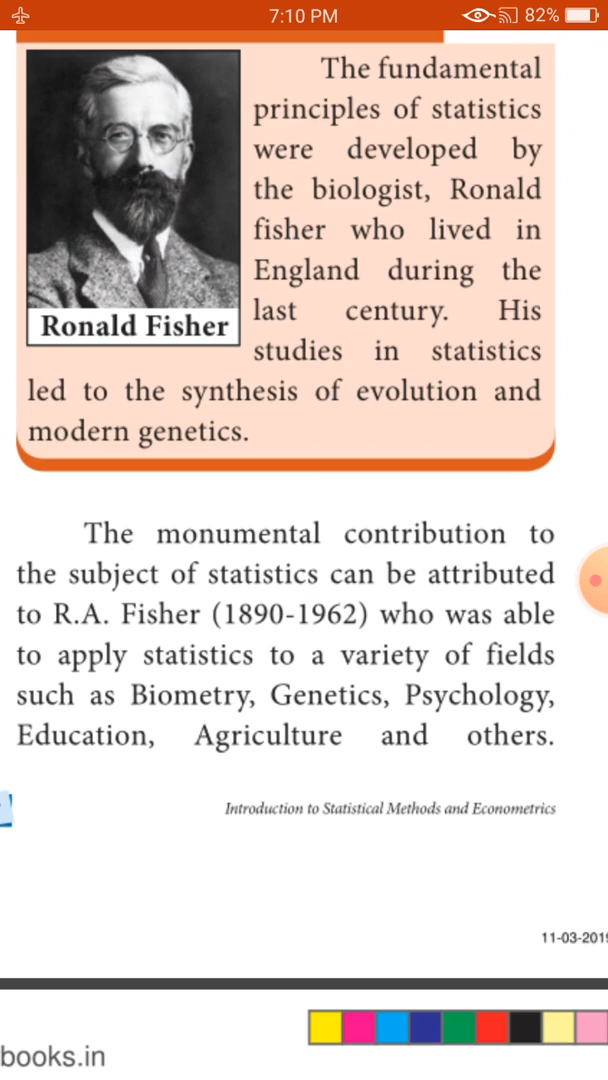 7:10 PM 82%
The fundamental
principles of statistics
were developed by
the biologist, Ronald
fisher who lived in
England during the
last century. His
studies in statistics
led to the synthesis of evolution and
modern genetics.
Ronald Fisher
The monumental contribution to
the subject of statistics can be attributed
to R.A. Fisher (1890-1962) who was able
to apply statistics to a variety of fields
such as Biometry, Genetics, Psychology,
Education, Agriculture and others.
Introduction to Statistical Methods and Econometrics
11-03-2019
books.in